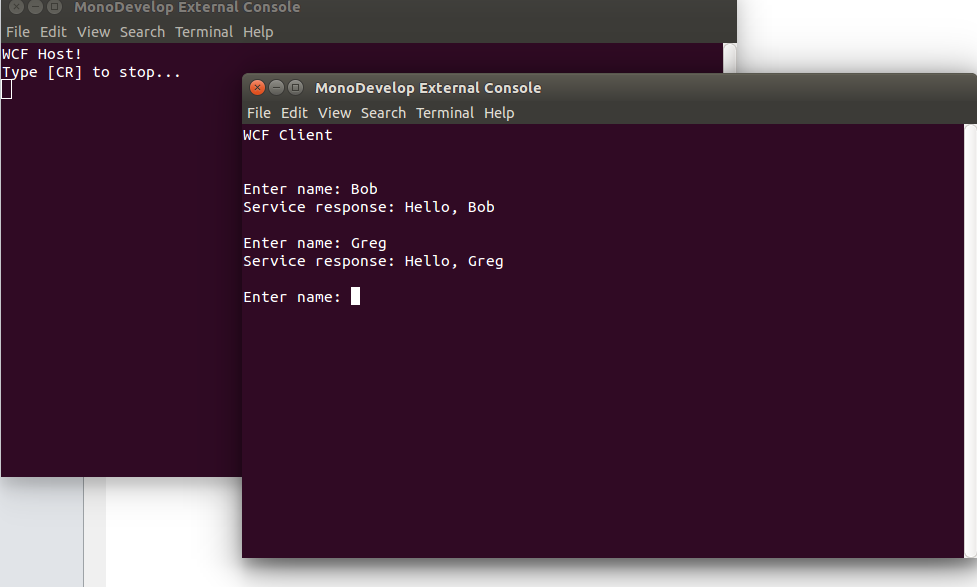 MonoDevelop External Console
File Edit View Search Terminal Help
WCF Host!
Type [CR] to stop...
MonoDevelop External Console
File Edit View Search Terminal Help
WCF Client
Enter name: Bob
Service response: Hello, Bob
Enter name: Greg
Service response: Hello, Greg
Enter name: